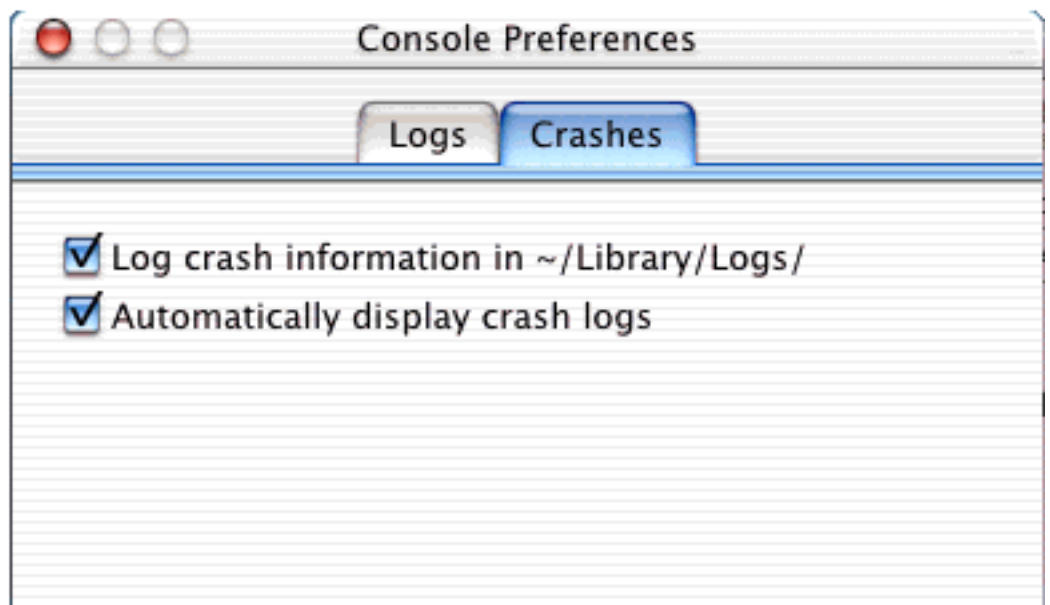 Console Preferences
Logs Crashes
Log crash information in ~/Library/Logs/
Automatically display crash logs